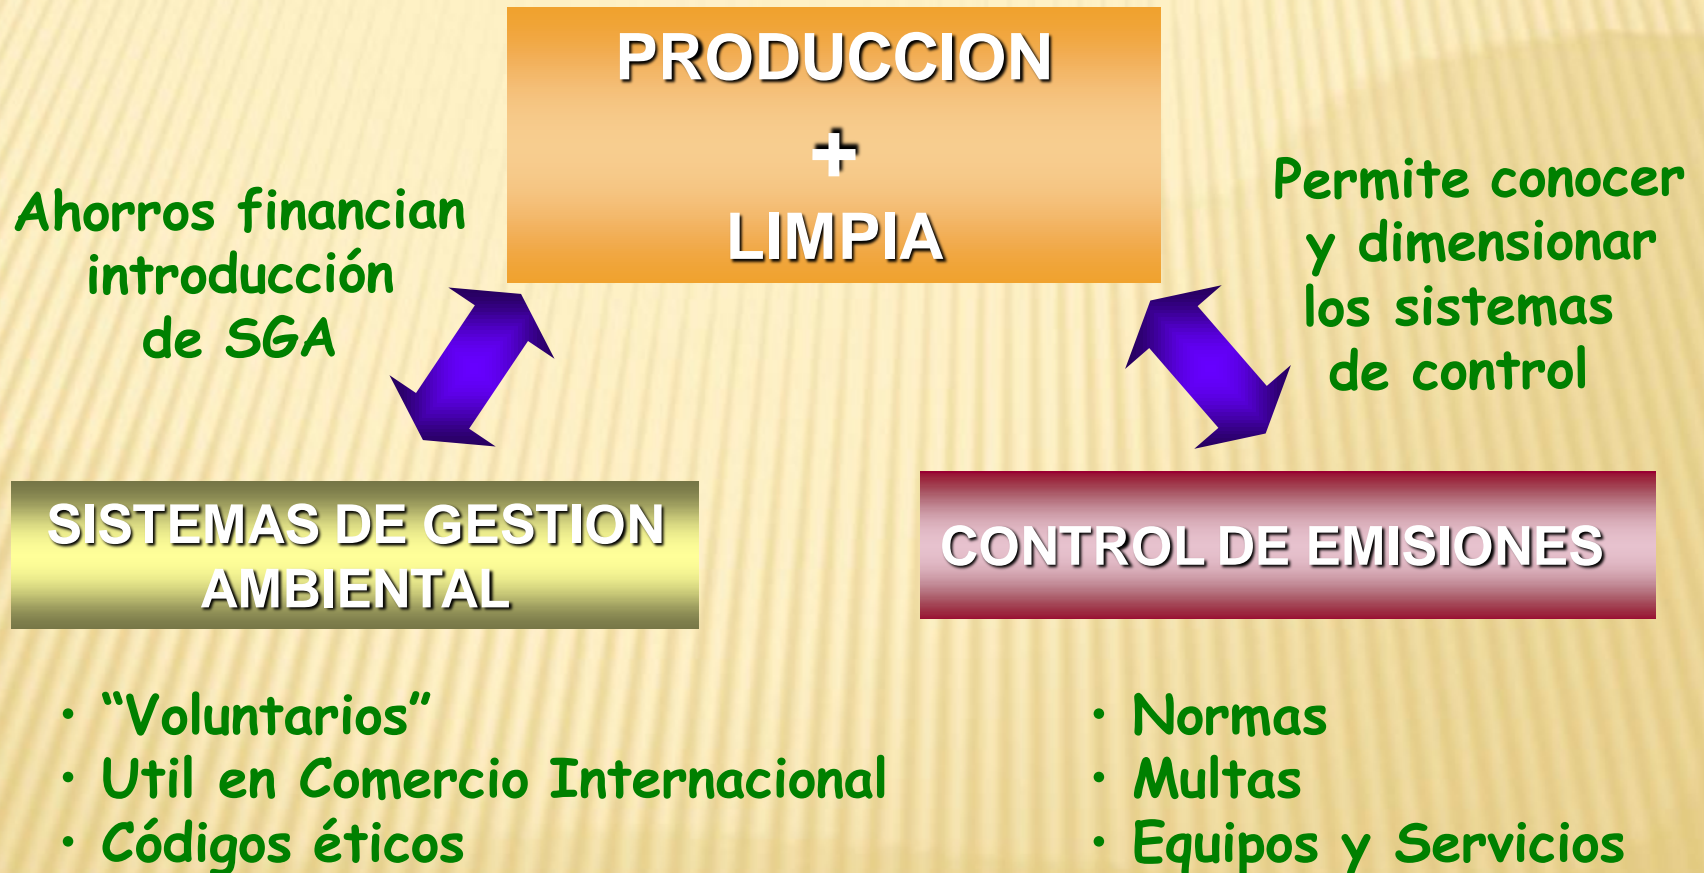 PRODUCCION
+
LIMPIA
Ahorros financian
introducción
de SGA
Permite conocer
y dimensionar
los sistemas
de control
SISTEMAS DE GESTION
AMBIENTAL
CONTROL DE EMISIONES
• “Voluntarios”
• Util en Comercio Internacional
• Códigos éticos
• Normas
• Multas
• Equipos y Servicios